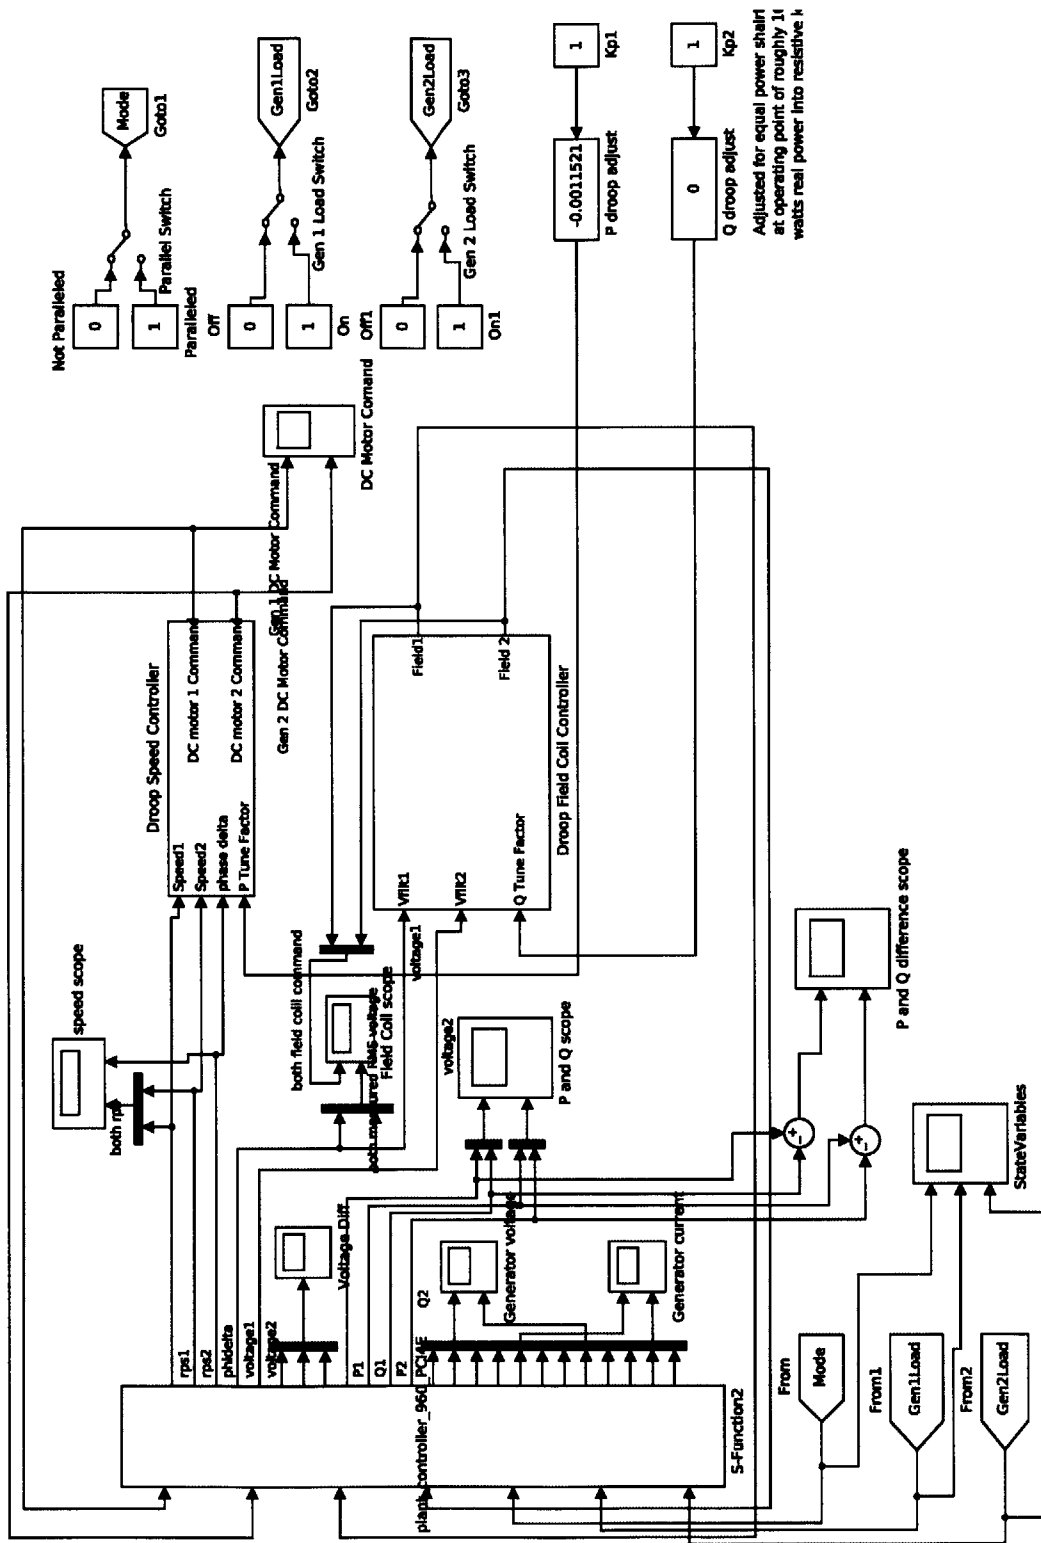 Not Paralleled
0
1
Paralleled
Parallel Switch
Mode
Goto1
speed scope
both rps
Droop Speed Controller
Speed1
Speed2
phase delta
P Tune Factor
DC motor 1 Command
DC motor 2 Command
Off
0
1
On
Gen 1 Load Switch
Gen1Load
Goto2
rps1
rps2
phidelta
voltage1
voltage2
Voltage Diff
Gen 1 DC Motor Command
Gen 2 DC Motor Command
DC Motor Comand
Off1
0
1
On1
Gen 2 Load Switch
Gen2Load
Goto3
both field coil command
both measured RMS voltage
Field Coil scope
voltage1
voltage2
Vfilt1
Vfilt2
Q Tune Factor
Field1
Field 2
Droop Field Coil Controller
P1
Q1
P2
Q2
plant_controller_960_PCI4E
S-Function2
P and Q scope
Generator voltage
Generator current
-0.0011521
P droop adjust
1
Kp1
0
Q droop adjust
1
Kp2
Adjusted for equal power
at operating point of roughly
watts real power into resistive
From
Mode
From1
Gen1Load
From2
Gen2Load
P and Q difference scope
StateVariables